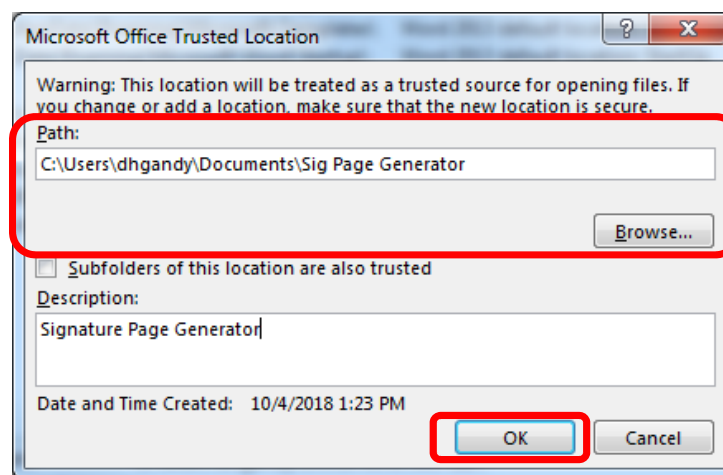 Microsoft Office Trusted Location
Warning: This location will be treated as a trusted source for opening files. If
you change or add a location, make sure that the new location is secure.
Path:
C:\Users\dhgandy\Documents\Sig Page Generator
Browse...
Subfolders of this location are also trusted
Description:
Signature Page Generator
Date and Time Created: 10/4/2018 1:23 PM
OK Cancel